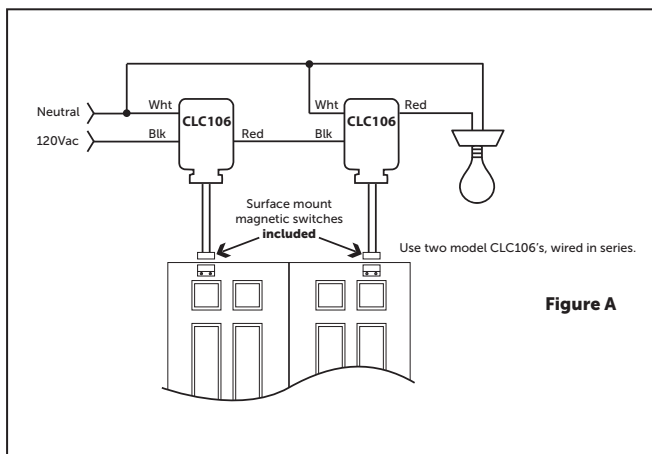 Neutral
Wht
CLC106
Wht
CLC106
Red
120Vac
Blk
Red
Blk
Surface mount
magnetic switches
included
Use two model CLC106's, wired in series.
Figure A